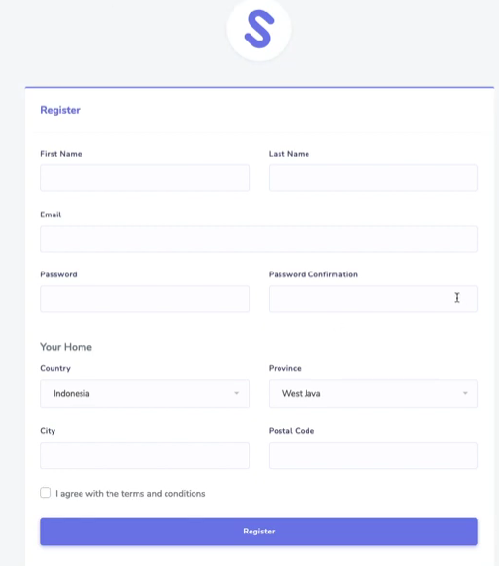 S
Register
First Name Last Name
Email
Password Password Confirmation
Your Home
Country Province
Indonesia West Java
City Postal Code
I agree with the terms and conditions
Register